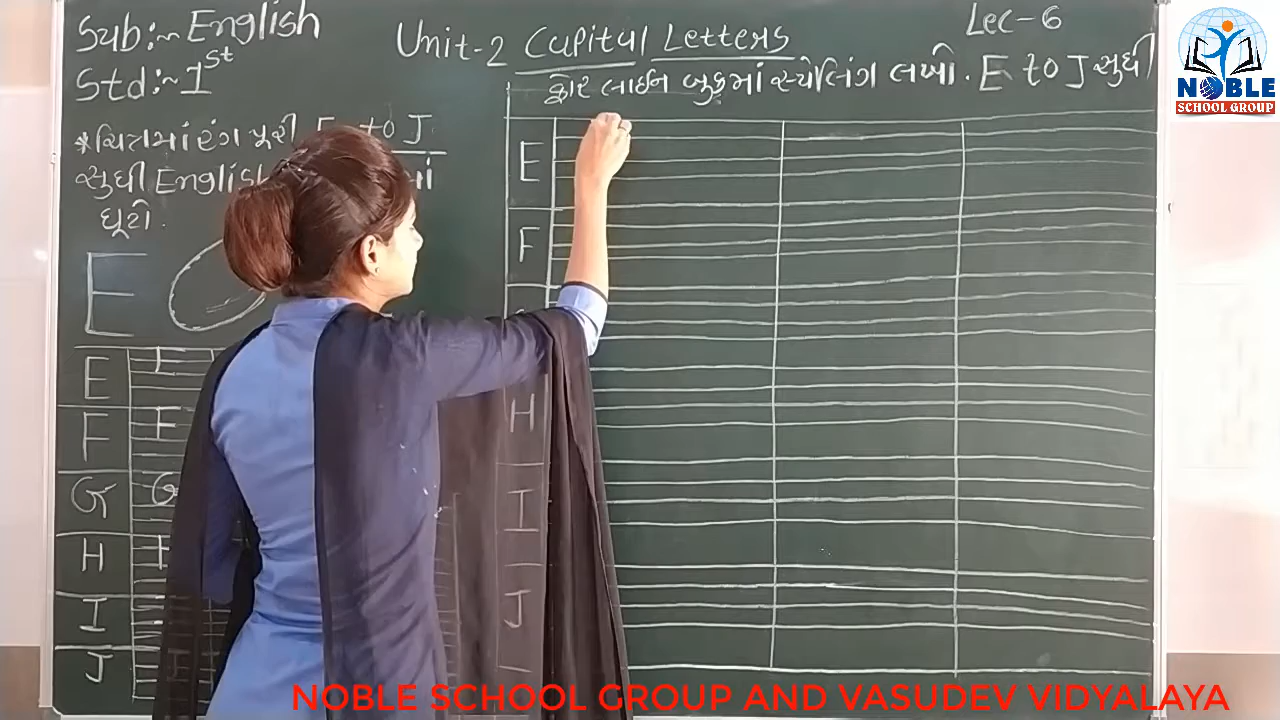 Sub:~ English
Std:~ 1st
Unit-2 Capital Letters
Lec-6
ફોર લાઈન બુકમાં સ્પેલિંગ લખો. E to J સુધી
*ચિત્રમાં રંગ પૂરી E to J
સુધી English માં
ઘૂંટો.
E
E E
F F
G G
H H
I
J
E
F
H
I
J
NOBLE
SCHOOL GROUP
NOBLE SCHOOL GROUP AND VASUDEV VIDYALAYA